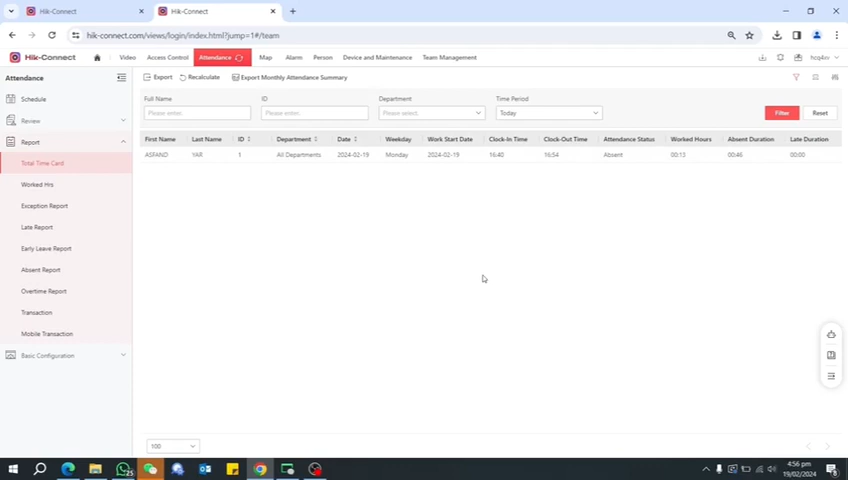 Hik-Connect
Hik-Connect
hik-connect.com/views/login/index.html?jump=1#/team
Hik-Connect Video Access Control Attendance Map Alarm Person Device and Maintenance Team Management
Attendance Export Recalculate Export Monthly Attendance Summary
Schedule
Full Name ID Department Time Period
Please enter. Please enter. Please select. Today Filter Reset
Review
Report
First Name Last Name ID Department Date Weekday Work Start Date Clock-In Time Clock-Out Time Attendance Status Worked Hours Absent Duration Late Duration
ASFAND YAR 1 All Departments 2024-02-19 Monday 2024-02-19 16:40 16:54 Absent 00:13 00:46 00:00
Total Time Card
Worked Hrs
Exception Report
Late Report
Early Leave Report
Absent Report
Overtime Report
Transaction
Mobile Transaction
Basic Configuration
100
25
4:56 pm
19/02/2024